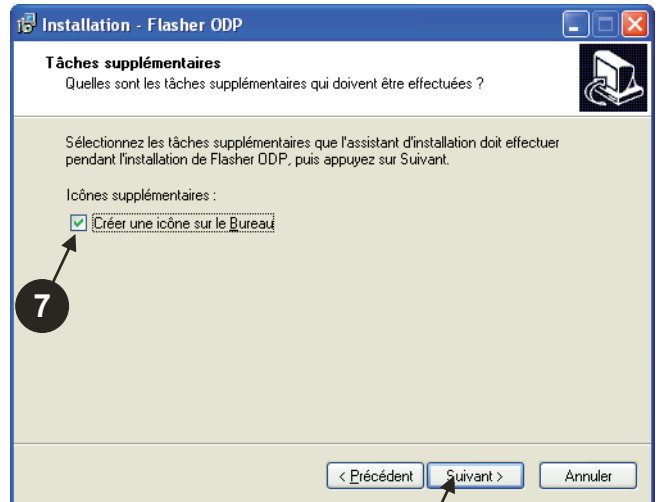 Installation - Flasher ODP
Tâches supplémentaires
Quelles sont les tâches supplémentaires qui doivent être effectuées ?
Sélectionnez les tâches supplémentaires que l'assistant d'installation doit effectuer
pendant l'installation de Flasher ODP, puis appuyez sur Suivant.
Icônes supplémentaires :
Créer une icône sur le Bureau
7
< Précédent Suivant > Annuler